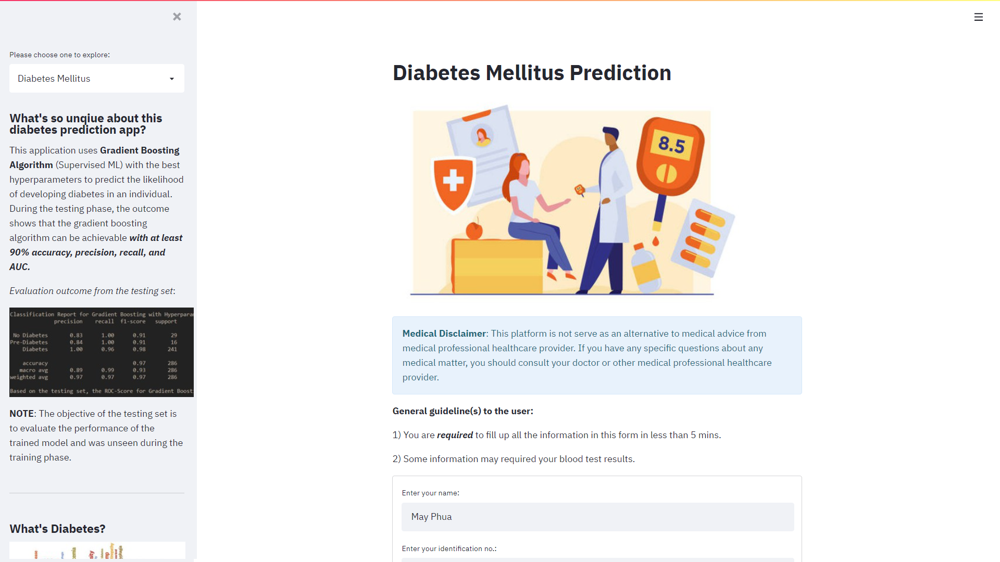 Please choose one to explore:
Diabetes Mellitus
What's so unqiue about this
diabetes prediction app?
This application uses Gradient Boosting
Algorithm (Supervised ML) with the best
hyperparameters to predict the likelihood
of developing diabetes in an individual.
During the testing phase, the outcome
shows that the gradient boosting
algorithm can be achievable with at least
90% accuracy, precision, recall, and
AUC.
Evaluation outcome from the testing set:
Classification Report for Gradient Boosting with Hyperpara
precision recall f1-score support
No Diabetes 0.83 1.00 0.91 29
Pre-Diabetes 0.84 1.00 0.91 16
Diabetes 1.00 0.96 0.98 241
accuracy 0.97 286
macro avg 0.89 0.99 0.93 286
weighted avg 0.97 0.97 0.97 286
Based on the testing set, the ROC-Score for Gradient Boost
NOTE: The objective of the testing set is
to evaluate the performance of the
trained model and was unseen during the
training phase.
What's Diabetes?
Diabetes Mellitus Prediction
8.5
Medical Disclaimer: This platform is not serve as an alternative to medical advice from
medical professional healthcare provider. If you have any specific questions about any
medical matter, you should consult your doctor or other medical professional healthcare
provider.
General guideline(s) to the user:
1) You are required to fill up all the information in this form in less than 5 mins.
2) Some information may required your blood test results.
Enter your name:
May Phua
Enter your identification no.: